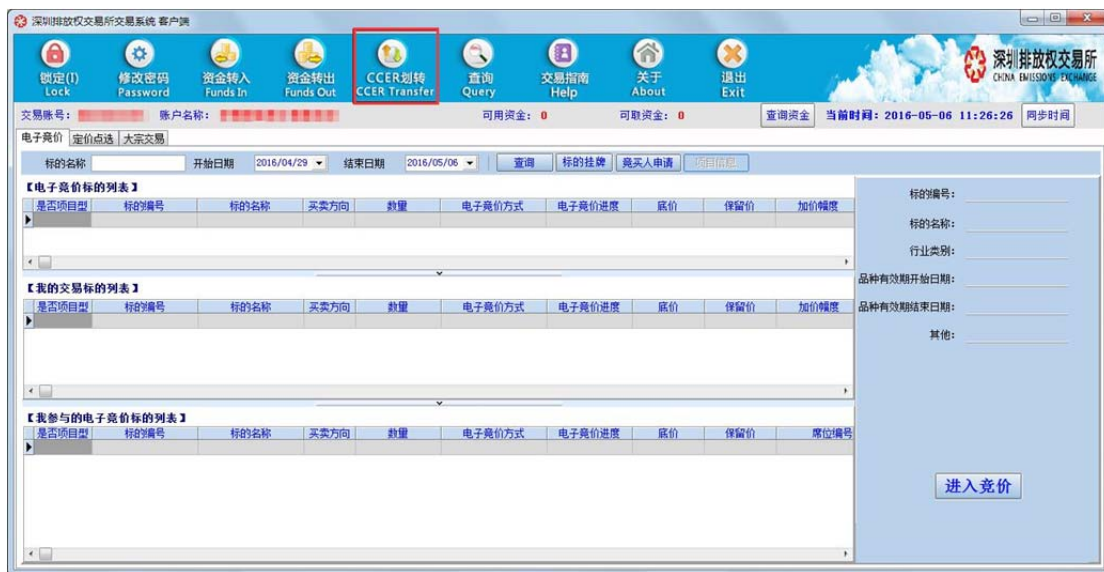 深圳排放权交易所交易系统 客户端
锁定(I) 修改密码 资金转入 资金转出 CCER划转 查询 交易指南 关于 退出
Lock Password Funds In Funds Out CCER Transfer Query Help About Exit
深圳排放权交易所
CHINA EMISSIONS EXCHANGE
交易账号: 账户名称: 可用资金: 0 可取资金: 0 查询资金 当前时间: 2016-05-06 11:26:26 同步时间
电子竞价 定价点选 大宗交易
标的名称 开始日期 2016/04/29 结束日期 2016/05/06 查询 标的挂牌 竞买人申请 项目信息
【电子竞价标的列表】
是否项目型 标的编号 标的名称 买卖方向 数量 电子竞价方式 电子竞价进度 底价 保留价 加价幅度
【我的交易标的列表】
是否项目型 标的编号 标的名称 买卖方向 数量 电子竞价方式 电子竞价进度 底价 保留价 加价幅度
【我参与的电子竞价标的列表】
是否项目型 标的编号 标的名称 买卖方向 数量 电子竞价方式 电子竞价进度 底价 保留价 席位编号
标的编号:
标的名称:
行业类别:
品种有效期开始日期:
品种有效期结束日期:
其他:
进入竞价